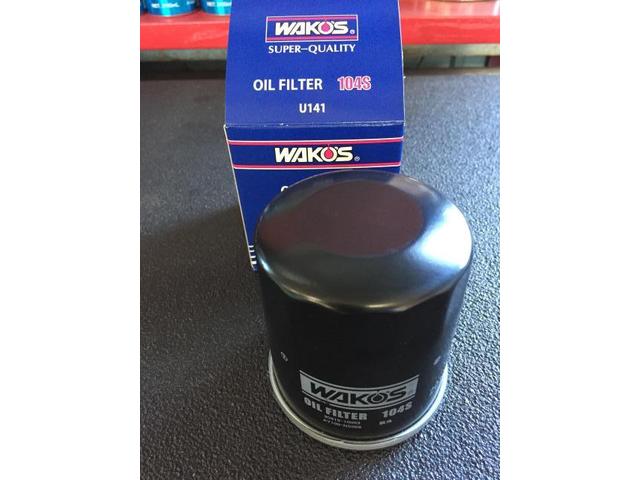 WAKO'S®
SUPER-QUALITY
OIL FILTER 104S
U141
WAKO'S®
WAKO'S
OIL FILTER 104S